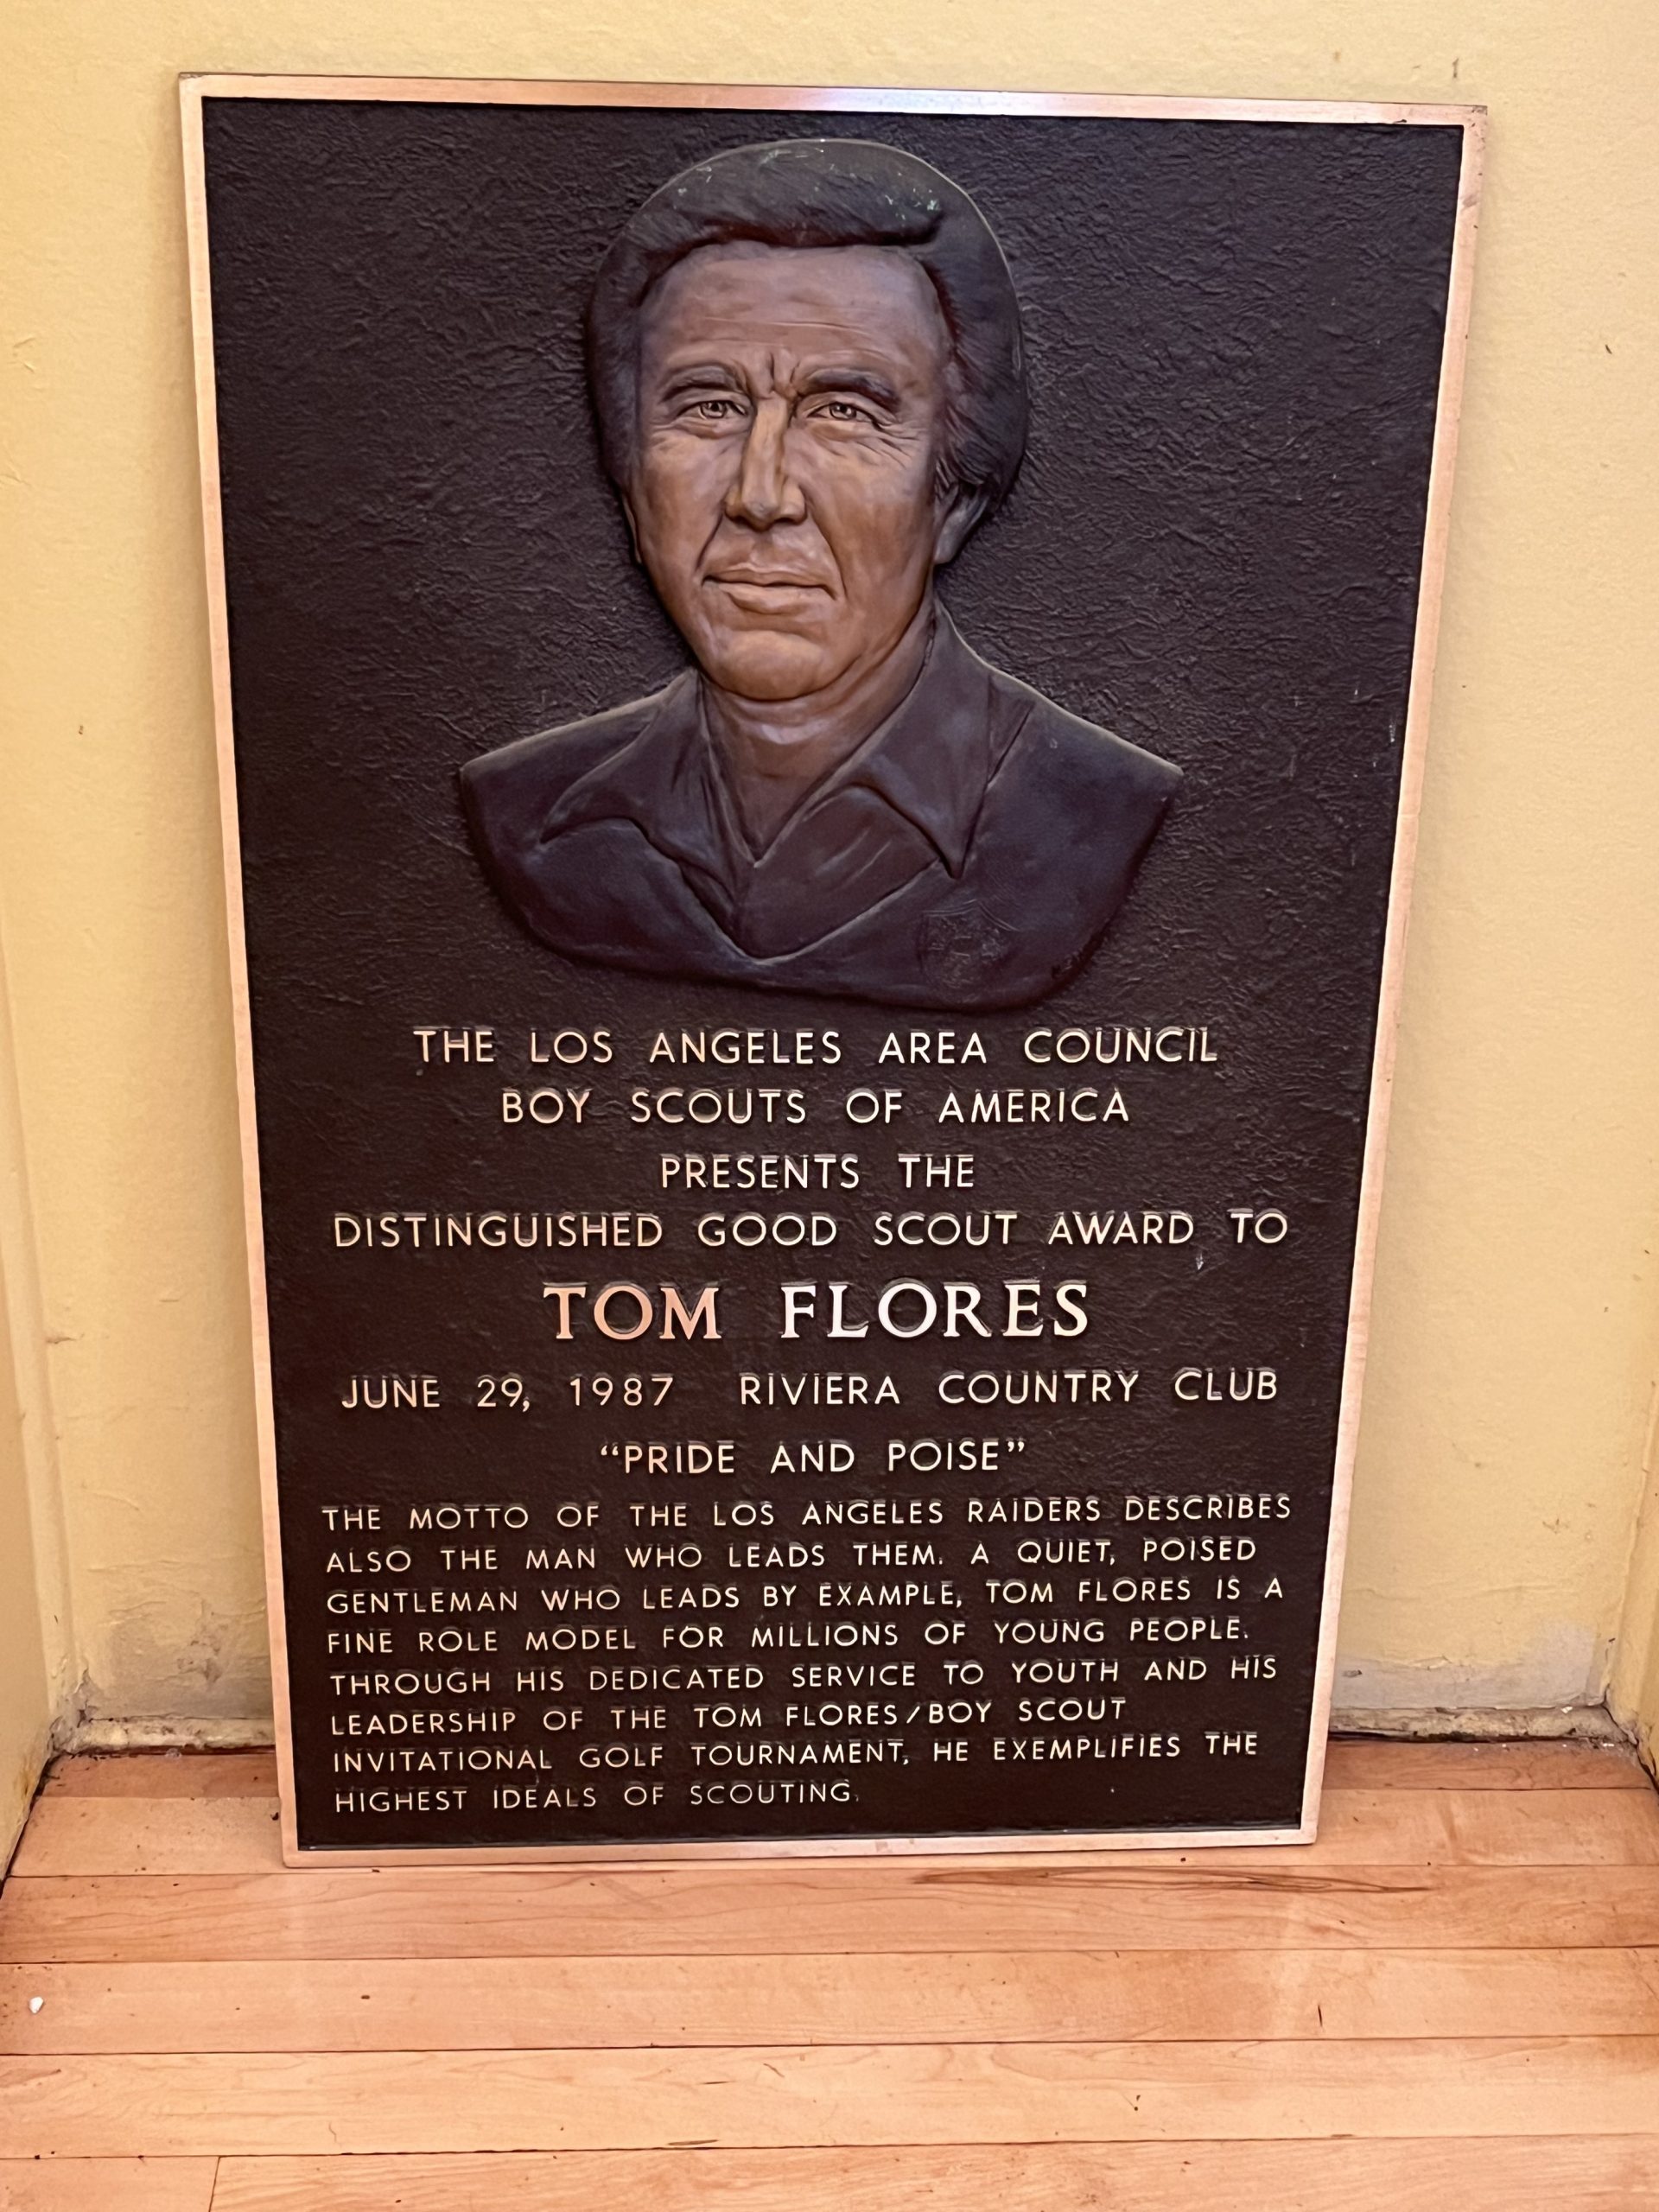 THE LOS ANGELES AREA COUNCIL
BOY SCOUTS OF AMERICA
PRESENTS THE
DISTINGUISHED GOOD SCOUT AWARD TO
TOM FLORES
JUNE 29, 1987 RIVIERA COUNTRY CLUB
“PRIDE AND POISE”
THE MOTTO OF THE LOS ANGELES RAIDERS DESCRIBES
ALSO THE MAN WHO LEADS THEM. A QUIET, POISED
GENTLEMAN WHO LEADS BY EXAMPLE, TOM FLORES IS A
FINE ROLE MODEL FOR MILLIONS OF YOUNG PEOPLE.
THROUGH HIS DEDICATED SERVICE TO YOUTH AND HIS
LEADERSHIP OF THE TOM FLORES/BOY SCOUT
INVITATIONAL GOLF TOURNAMENT, HE EXEMPLIFIES THE
HIGHEST IDEALS OF SCOUTING.